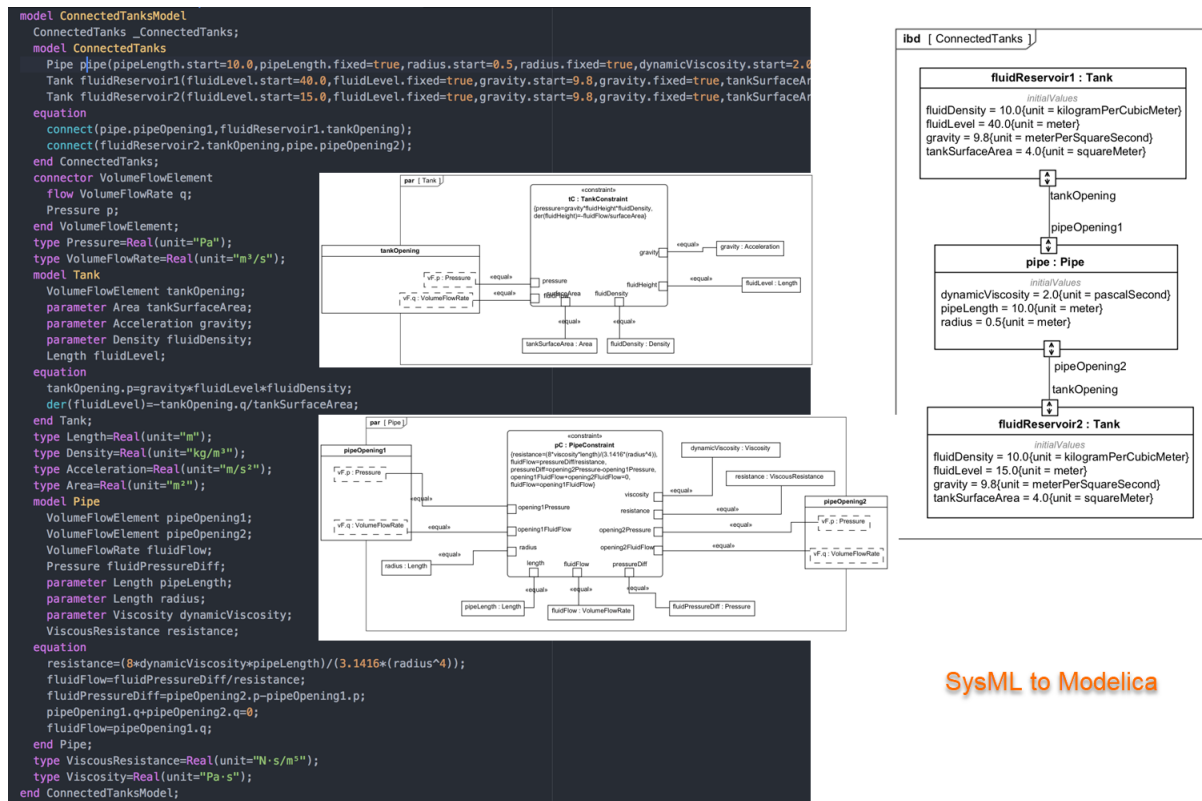 model ConnectedTanksModel
ConnectedTanks _ConnectedTanks;
model ConnectedTanks
Pipe pipe(pipeLength.start=10.0,pipeLength.fixed=true,radius.start=0.5,radius.fixed=true,dynamicViscosity.start=2.0
Tank fluidReservoir1(fluidLevel.start=40.0,fluidLevel.fixed=true,gravity.start=9.8,gravity.fixed=true,tankSurfaceAr
Tank fluidReservoir2(fluidLevel.start=15.0,fluidLevel.fixed=true,gravity.start=9.8,gravity.fixed=true,tankSurfaceAr
equation
connect(pipe.pipeOpening1,fluidReservoir1.tankOpening);
connect(fluidReservoir2.tankOpening,pipe.pipeOpening2);
end ConnectedTanks;
connector VolumeFlowElement
flow VolumeFlowRate q;
Pressure p;
end VolumeFlowElement;
type Pressure=Real(unit="Pa");
type VolumeFlowRate=Real(unit="m³/s");
model Tank
VolumeFlowElement tankOpening;
parameter Area tankSurfaceArea;
parameter Acceleration gravity;
parameter Density fluidDensity;
Length fluidLevel;
equation
tankOpening.p=gravity*fluidLevel*fluidDensity;
der(fluidLevel)=-tankOpening.q/tankSurfaceArea;
end Tank;
type Length=Real(unit="m");
type Density=Real(unit="kg/m³");
type Acceleration=Real(unit="m/s²");
type Area=Real(unit="m²");
model Pipe
VolumeFlowElement pipeOpening1;
VolumeFlowElement pipeOpening2;
VolumeFlowRate fluidFlow;
Pressure fluidPressureDiff;
parameter Length pipeLength;
parameter Length radius;
parameter Viscosity dynamicViscosity;
ViscousResistance resistance;
equation
resistance=(8*dynamicViscosity*pipeLength)/(3.1416*(radius^4));
fluidFlow=fluidPressureDiff/resistance;
fluidPressureDiff=pipeOpening2.p-pipeOpening1.p;
pipeOpening1.q+pipeOpening2.q=0;
fluidFlow=pipeOpening1.q;
end Pipe;
type ViscousResistance=Real(unit="N·s/m⁵");
type Viscosity=Real(unit="Pa·s");
end ConnectedTanksModel;
par [ Tank ]
«constraint»
tC : TankConstraint
{pressure=gravity*fluidHeight*fluidDensity,
der(fluidHeight)=-fluidFlow/surfaceArea}
tankOpening
vF.p : Pressure
vF.q : VolumeFlowRate
«equal»
«equal»
pressure
surfaceArea
fluidDensity
gravity
«equal»
gravity : Acceleration
fluidHeight
«equal»
fluidLevel : Length
«equal»
«equal»
tankSurfaceArea : Area
fluidDensity : Density
par [ Pipe ]
«constraint»
pC : PipeConstraint
{resistance=(8*viscosity*length)/(3.1416*(radius^4)),
fluidFlow=pressureDiff/resistance,
pressureDiff=opening2Pressure-opening1Pressure,
opening1FluidFlow+opening2FluidFlow=0,
fluidFlow=opening1FluidFlow}
pipeOpening1
vF.p : Pressure
vF.q : VolumeFlowRate
«equal»
opening1Pressure
«equal»
opening1FluidFlow
radius
«equal»
radius : Length
dynamicViscosity : Viscosity
viscosity
«equal»
resistance : ViscousResistance
resistance
«equal»
opening2Pressure
«equal»
opening2FluidFlow
«equal»
pipeOpening2
vF.p : Pressure
vF.q : VolumeFlowRate
length
fluidFlow
pressureDiff
«equal»
«equal»
«equal»
pipeLength : Length
fluidFlow : VolumeFlowRate
fluidPressureDiff : Pressure
ibd [ ConnectedTanks ]
fluidReservoir1 : Tank
initialValues
fluidDensity = 10.0{unit = kilogramPerCubicMeter}
fluidLevel = 40.0{unit = meter}
gravity = 9.8{unit = meterPerSquareSecond}
tankSurfaceArea = 4.0{unit = squareMeter}
tankOpening
pipeOpening1
pipe : Pipe
initialValues
dynamicViscosity = 2.0{unit = pascalSecond}
pipeLength = 10.0{unit = meter}
radius = 0.5{unit = meter}
pipeOpening2
tankOpening
fluidReservoir2 : Tank
initialValues
fluidDensity = 10.0{unit = kilogramPerCubicMeter}
fluidLevel = 15.0{unit = meter}
gravity = 9.8{unit = meterPerSquareSecond}
tankSurfaceArea = 4.0{unit = squareMeter}
SysML to Modelica